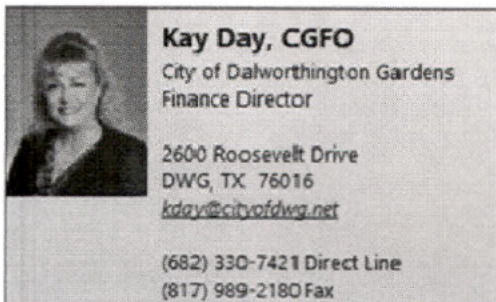 Kay Day, CGFO
City of Dalworthington Gardens
Finance Director
2600 Roosevelt Drive
DWG, TX 76016
kday@cityofdwg.net
(682) 330-7421 Direct Line
(817) 989-2180 Fax